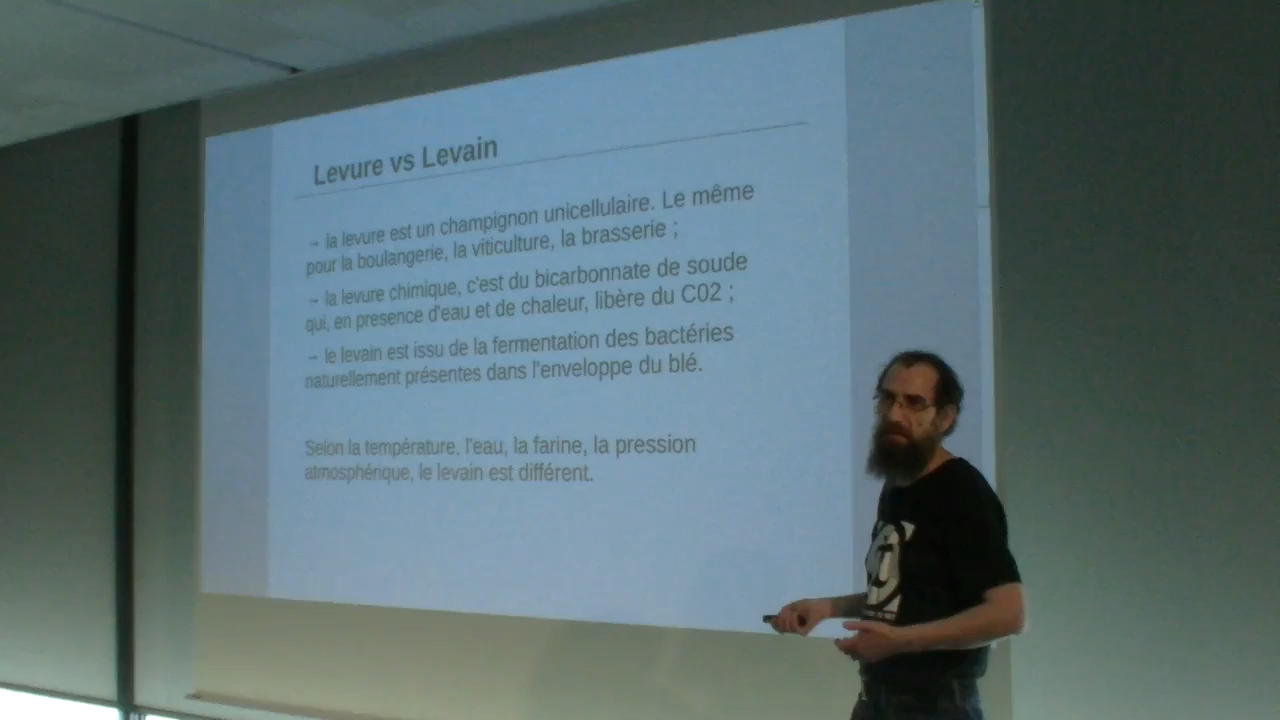 Levure vs Levain
→ la levure est un champignon unicellulaire. Le même
pour la boulangerie, la viticulture, la brasserie ;
→ la levure chimique, c'est du bicarbonnate de soude
qui, en presence d'eau et de chaleur, libère du C02 ;
→ le levain est issu de la fermentation des bactéries
naturellement présentes dans l'enveloppe du blé.
Selon la température, l'eau, la farine, la pression
atmosphérique, le levain est différent.